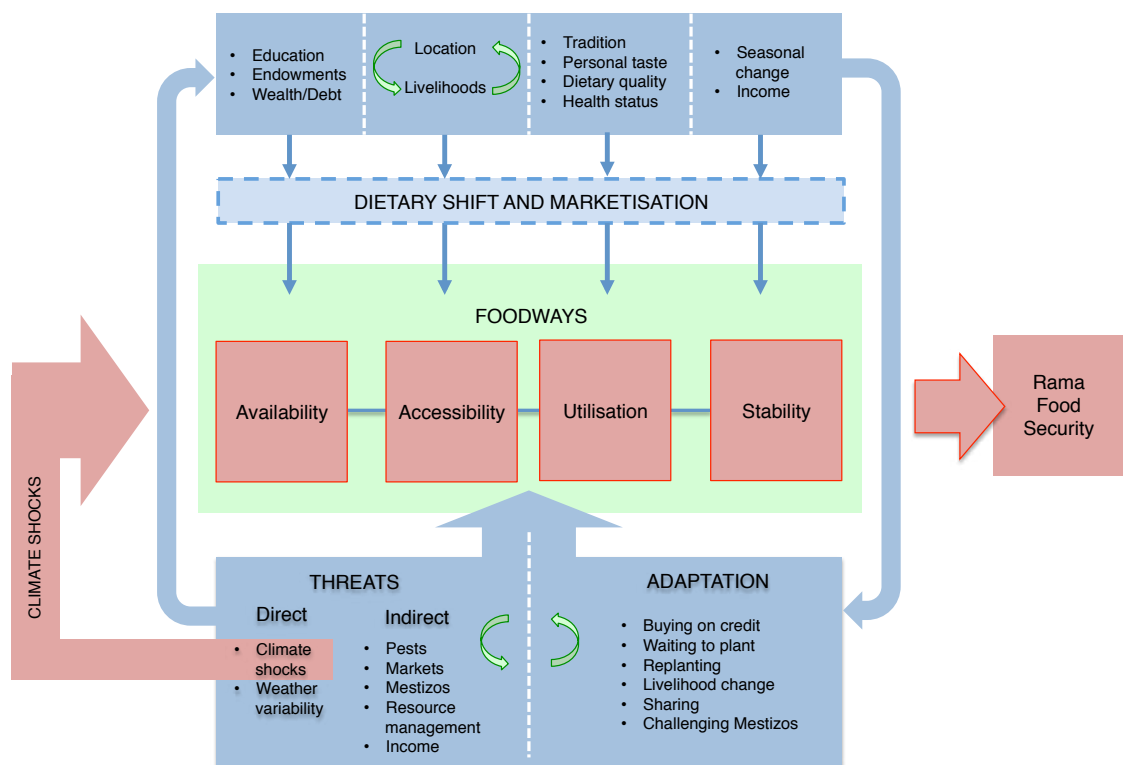 • Education
• Endowments
• Wealth/Debt
Location
Livelihoods
• Tradition
• Personal taste
• Dietary quality
• Health status
• Seasonal
change
• Income
DIETARY SHIFT AND MARKETISATION
FOODWAYS
Availability
Accessibility
Utilisation
Stability
Rama
Food
Security
CLIMATE SHOCKS
THREATS
Direct
• Climate
shocks
• Weather
variability
Indirect
• Pests
• Markets
• Mestizos
• Resource
management
• Income
ADAPTATION
• Buying on credit
• Waiting to plant
• Replanting
• Livelihood change
• Sharing
• Challenging Mestizos